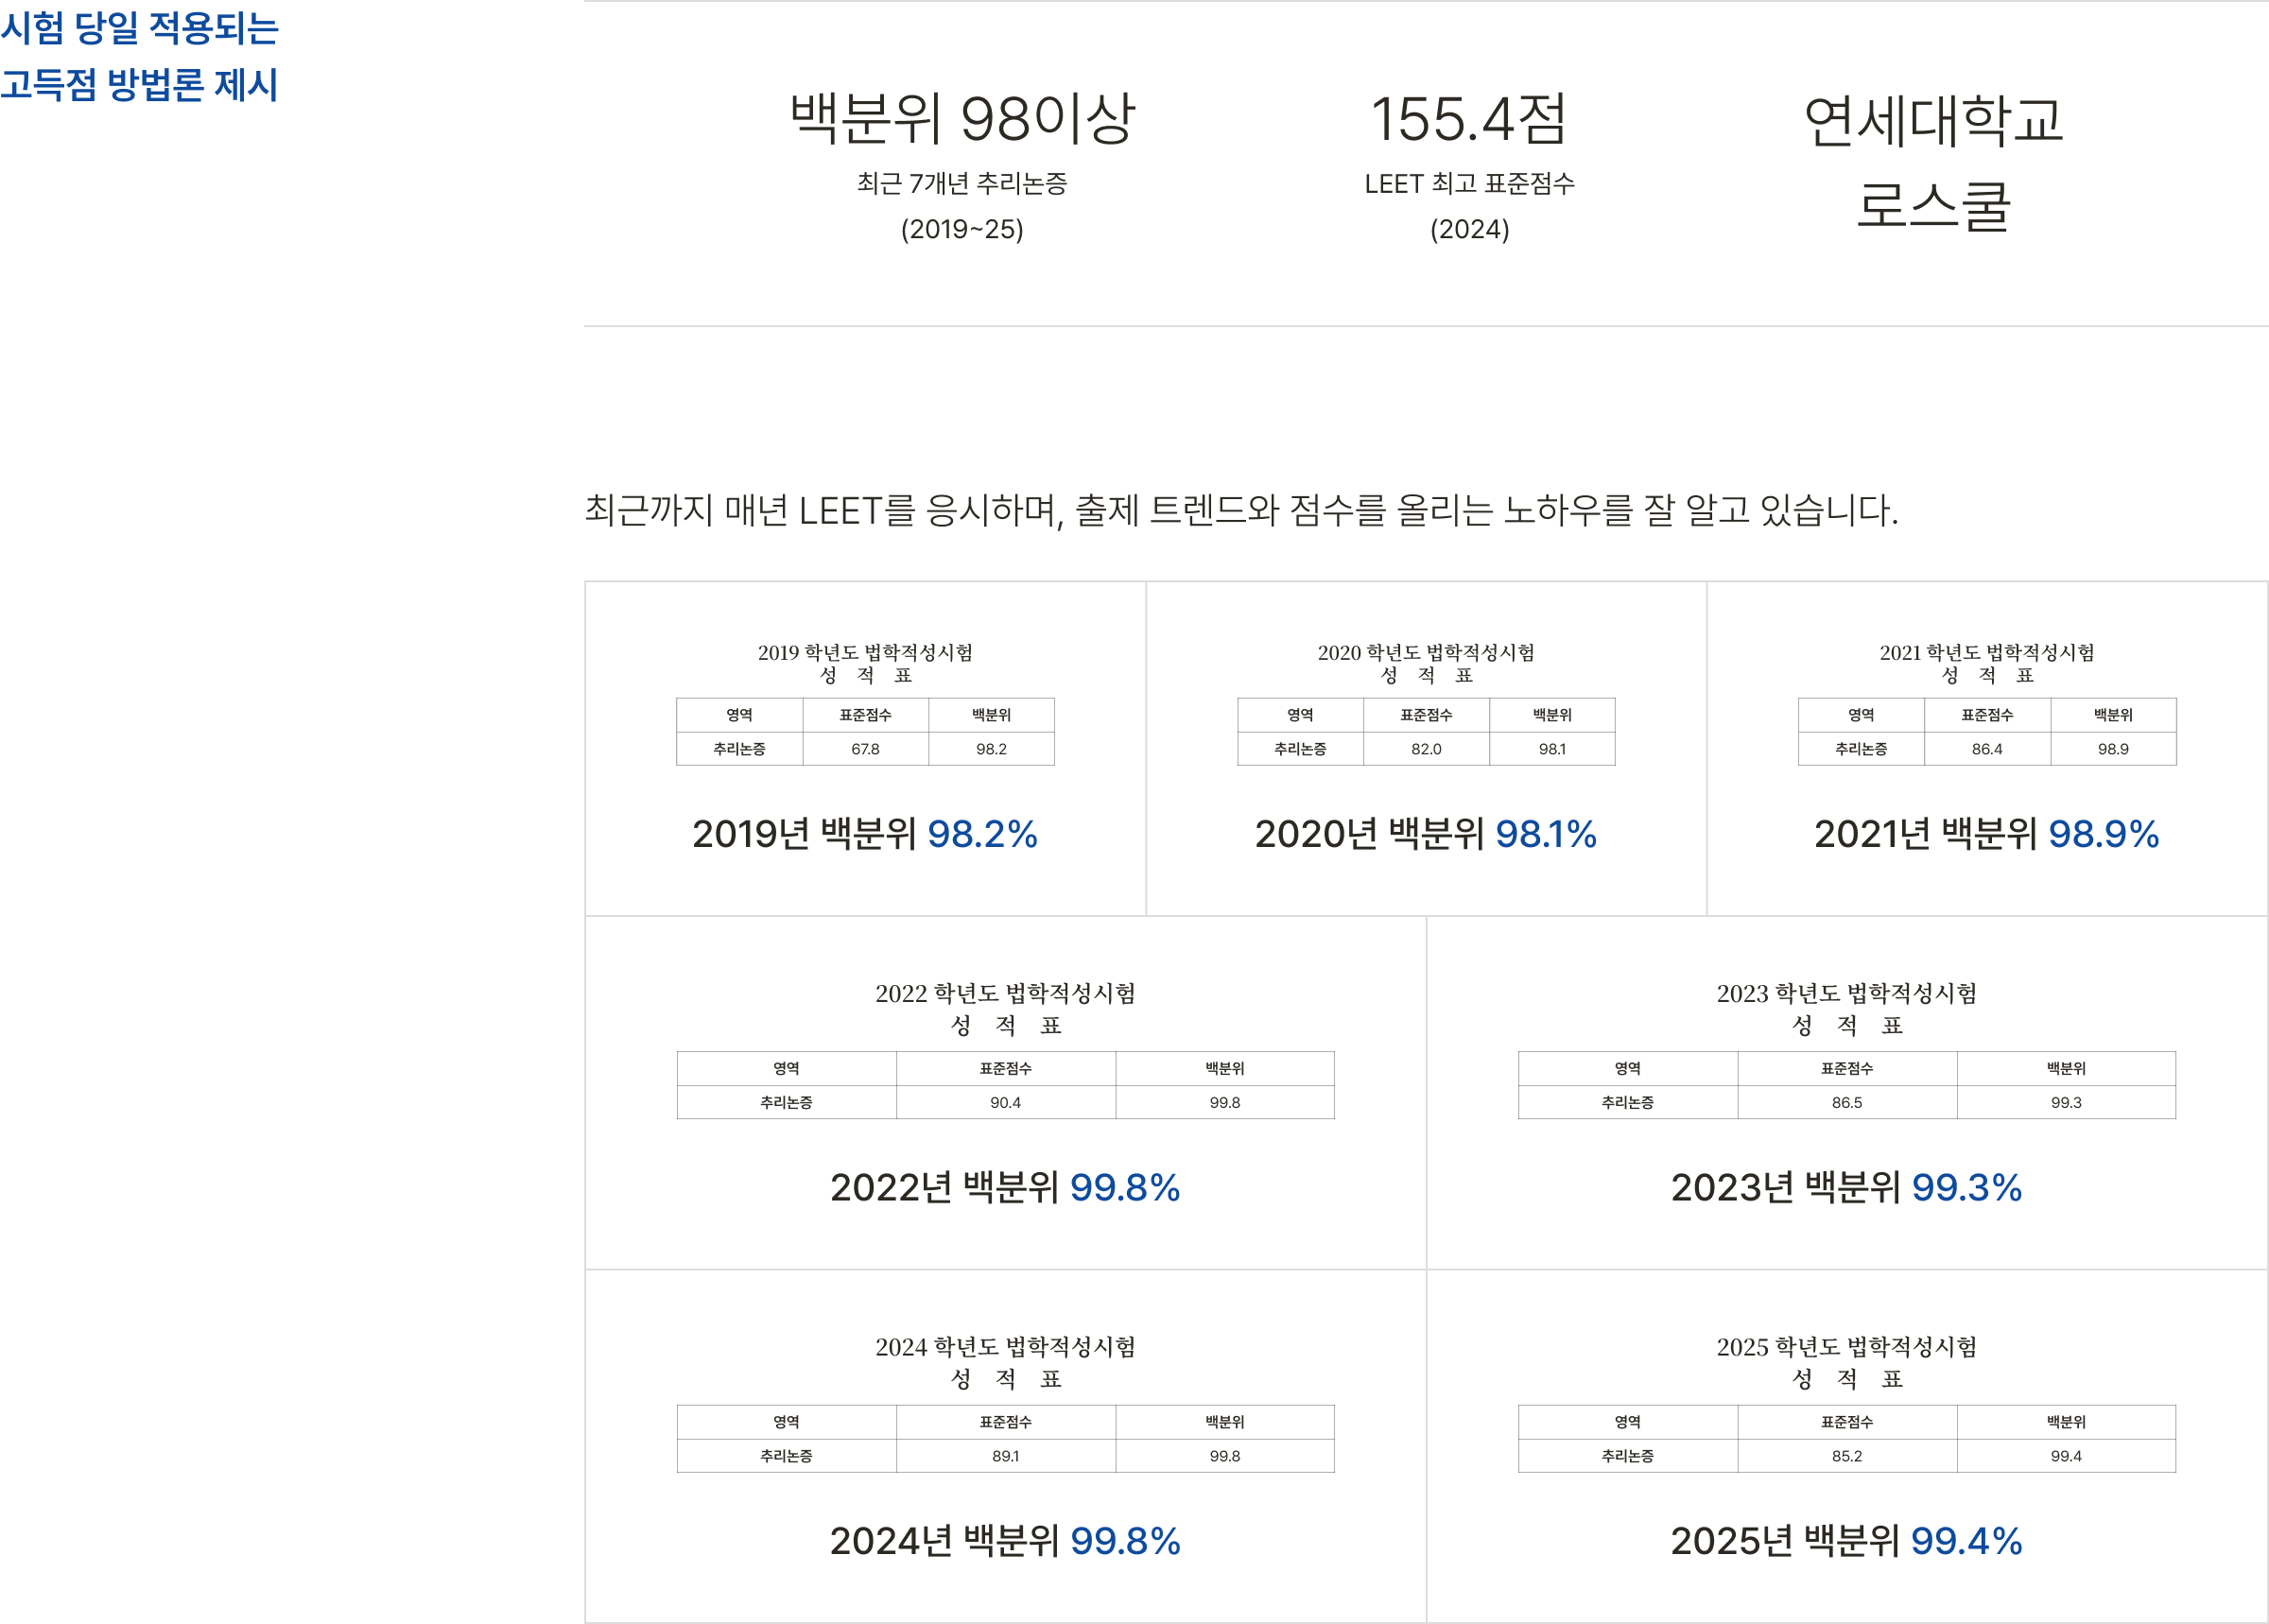 시험 당일 적용되는
고득점 방법론 제시
백분위 98이상
최근 7개년 추리논증
(2019~25)
155.4점
LEET 최고 표준점수
(2024)
연세대학교
로스쿨
최근까지 매년 LEET를 응시하며, 출제 트렌드와 점수를 올리는 노하우를 잘 알고 있습니다.
2019 학년도 법학적성시험
성 적 표
영역 표준점수 백분위
추리논증 67.8 98.2
2019년 백분위 98.2%
2020 학년도 법학적성시험
성 적 표
영역 표준점수 백분위
추리논증 82.0 98.1
2020년 백분위 98.1%
2021 학년도 법학적성시험
성 적 표
영역 표준점수 백분위
추리논증 86.4 98.9
2021년 백분위 98.9%
2022 학년도 법학적성시험
성 적 표
영역 표준점수 백분위
추리논증 90.4 99.8
2022년 백분위 99.8%
2023 학년도 법학적성시험
성 적 표
영역 표준점수 백분위
추리논증 86.5 99.3
2023년 백분위 99.3%
2024 학년도 법학적성시험
성 적 표
영역 표준점수 백분위
추리논증 89.1 99.8
2024년 백분위 99.8%
2025 학년도 법학적성시험
성 적 표
영역 표준점수 백분위
추리논증 85.2 99.4
2025년 백분위 99.4%